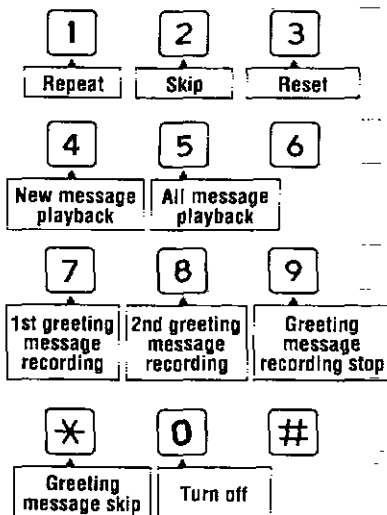 1 2 3
Repeat Skip Reset
4 5 6
New message playback All message playback
7 8 9
1st greeting message recording 2nd greeting message recording Greeting message recording stop
* 0 #
Greeting message skip Turn off